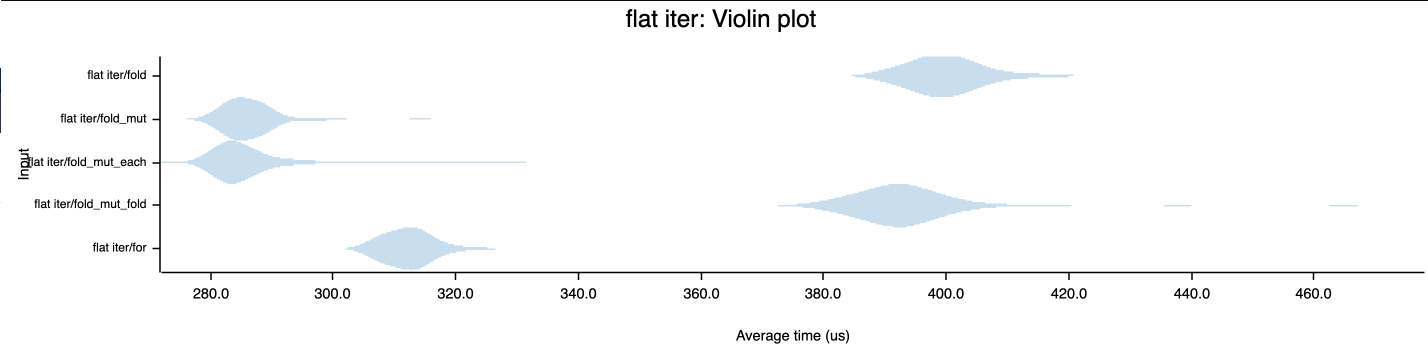 flat iter: Violin plot
flat iter/fold
flat iter/fold_mut
flat iter/fold_mut_each
flat iter/fold_mut_fold
flat iter/for
Input
280.0 300.0 320.0 340.0 360.0 380.0 400.0 420.0 440.0 460.0
Average time (us)